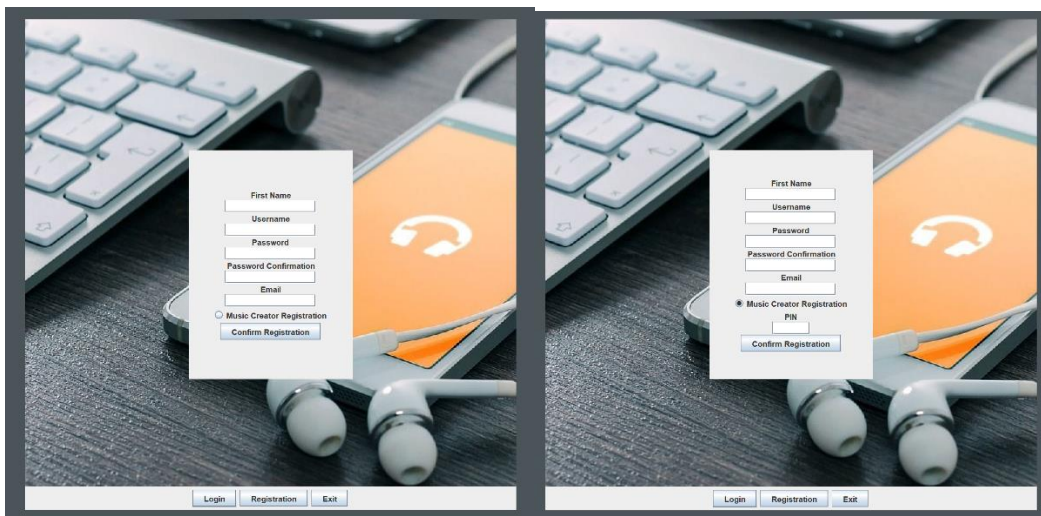 First Name
Username
Password
Password Confirmation
Email
Music Creator Registration
Confirm Registration
Login Registration Exit
First Name
Username
Password
Password Confirmation
Email
Music Creator Registration
PIN
Confirm Registration
Login Registration Exit